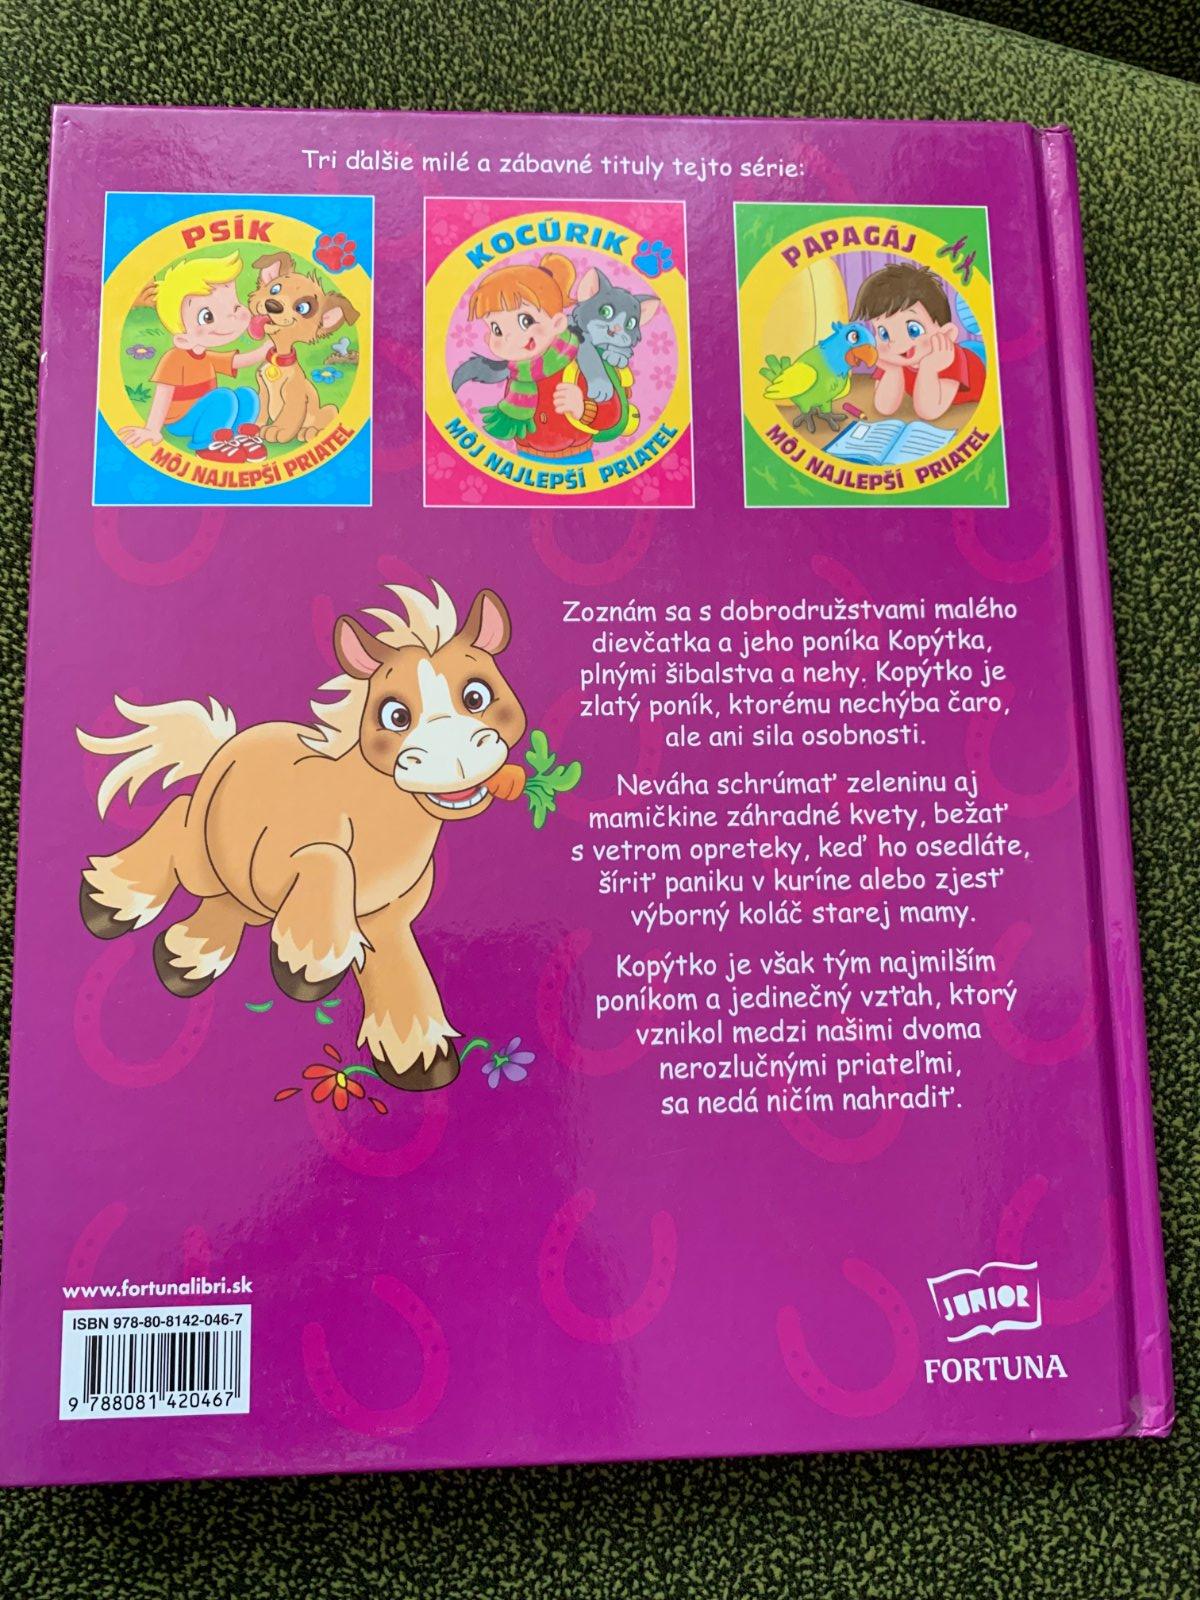 Tri ďalšie milé a zábavné tituly tejto série:
PSÍK
MÔJ NAJLEPŠÍ PRIATEĽ
KOCÚRIK
MÔJ NAJLEPŠÍ PRIATEĽ
PAPAGÁJ
MÔJ NAJLEPŠÍ PRIATEĽ
Zoznám sa s dobrodružstvami malého
dievčatka a jeho poníka Kopýtka,
plnými šibalstva a nehy. Kopýtko je
zlatý poník, ktorému nechýba čaro,
ale ani sila osobnosti.
Neváha schrúmať zeleninu aj
mamičkine záhradné kvety, bežať
s vetrom opreteky, keď ho osedláte,
šíriť paniku v kuríne alebo zjesť
výborný koláč starej mamy.
Kopýtko je však tým najmilším
poníkom a jedinečný vzťah, ktorý
vznikol medzi našimi dvoma
nerozlučnými priateľmi,
sa nedá ničím nahradiť.
www.fortunalibri.sk
ISBN 978-80-8142-046-7
9 788081 420467
JUNIOR
FORTUNA